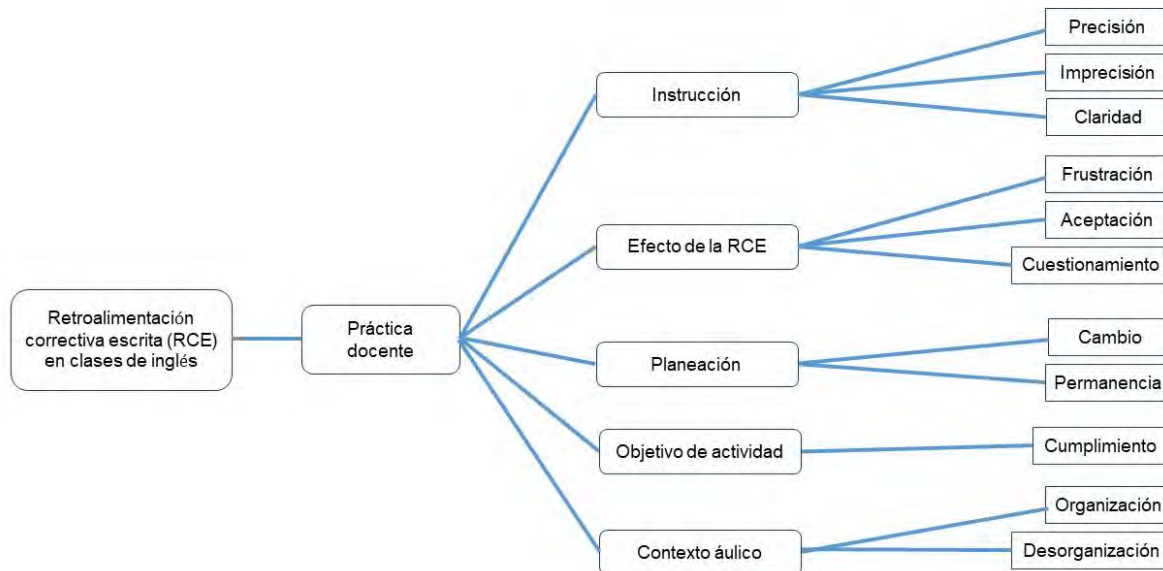 Retroalimentación
correctiva escrita (RCE)
en clases de inglés
Práctica
docente
Instrucción
Precisión
Imprecisión
Claridad
Efecto de la RCE
Frustración
Aceptación
Cuestionamiento
Planeación
Cambio
Permanencia
Objetivo de actividad
Cumplimiento
Contexto áulico
Organización
Desorganización